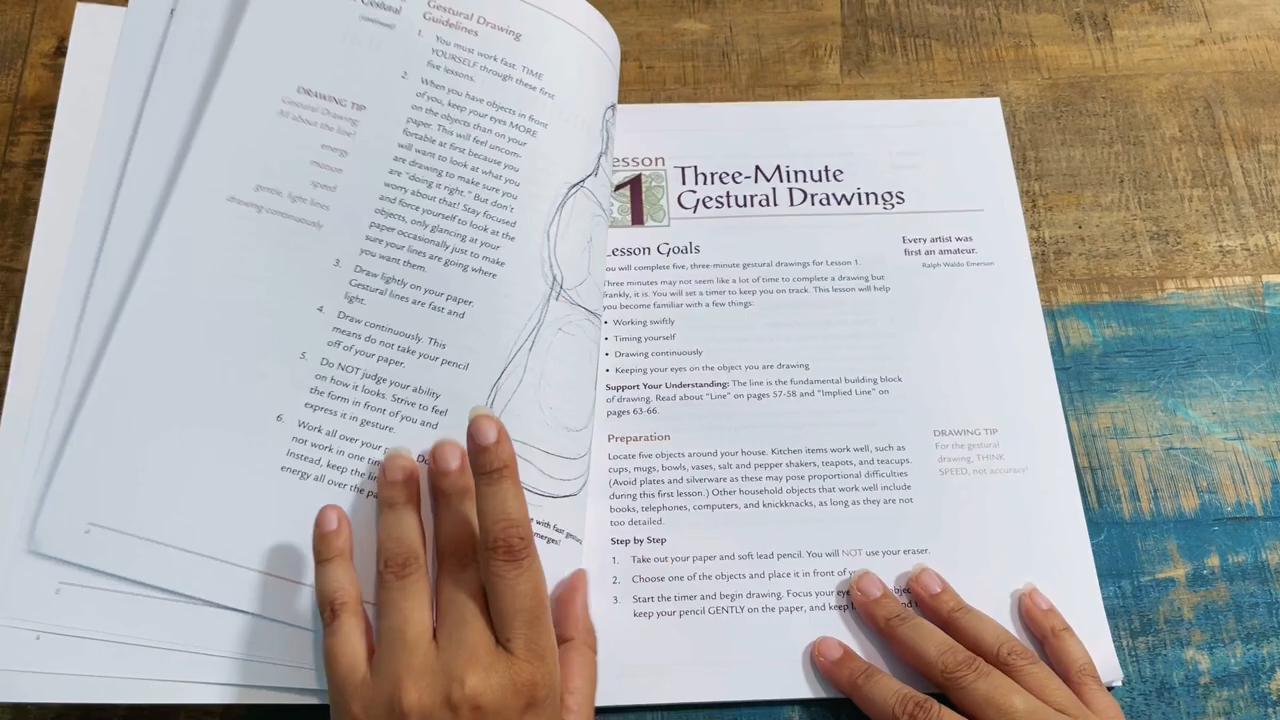 Gestural
(continued)
DRAWING TIP
Gestural Drawing:
All about the line!
energy
motion
speed
gentle, light lines
drawing continuously
Gestural Drawing
Guidelines
1. You must work fast. TIME
YOURSELF through these first
five lessons.
2. When you have objects in front
of you, keep your eyes MORE
on the objects than on your
paper. This will feel uncom-
fortable at first because you
will want to look at what you
are drawing to make sure you
are "doing it right." But don't
worry about that! Stay focused
and force yourself to look at the
objects, only glancing at your
paper occasionally just to make
sure your lines are going where
you want them.
3. Draw lightly on your paper.
Gestural lines are fast and
light.
4. Draw continuously. This
means do not take your pencil
off of your paper.
5. Do NOT judge your ability
on how it looks. Strive to feel
the form in front of you and
express it in gesture.
6. Work all over your Do
not work in one
Instead, keep the
energy all over the
with fast
emerges!
esson
1
Three-Minute
Gestural Drawings
Lesson Goals
You will complete five, three-minute gestural drawings for Lesson 1.
Three minutes may not seem like a lot of time to complete a drawing but
frankly, it is. You will set a timer to keep you on track. This lesson will help
you become familiar with a few things:
• Working swiftly
• Timing yourself
• Drawing continuously
• Keeping your eyes on the object you are drawing
Support Your Understanding: The line is the fundamental building block
of drawing. Read about "Line" on pages 57-58 and "Implied Line" on
pages 63-66.
Preparation
Locate five objects around your house. Kitchen items work well, such as
cups, mugs, bowls, vases, salt and pepper shakers, teapots, and teacups.
(Avoid plates and silverware as these may pose proportional difficulties
during this first lesson.) Other household objects that work well include
books, telephones, computers, and knickknacks, as long as they are not
too detailed.
Step by Step
1. Take out your paper and soft lead pencil. You will NOT use your eraser.
2. Choose one of the objects and place it in front of
3. Start the timer and begin drawing. Focus your
keep your pencil GENTLY on the paper, and keep
Every artist was
first an amateur.
Ralph Waldo Emerson
DRAWING TIP
For the gestural
drawing, THINK
SPEED, not accuracy!